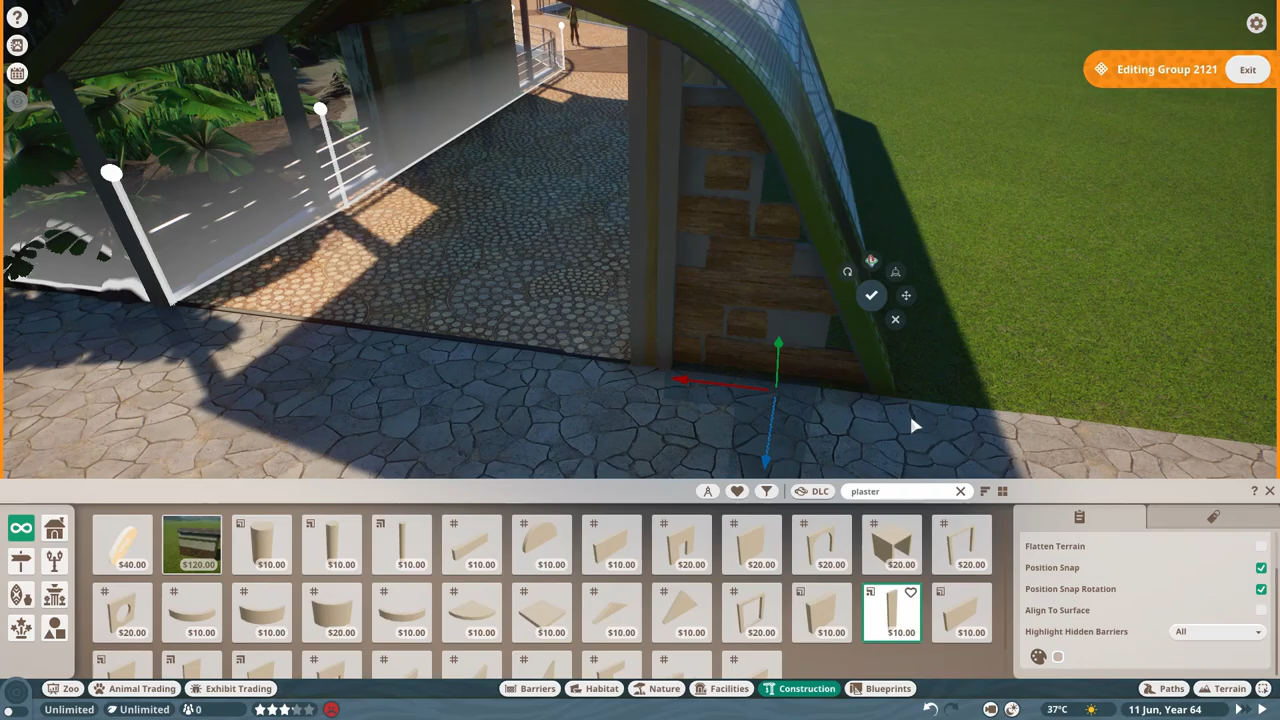 ?
Editing Group 2121
Exit
DLC
plaster
?
$40.00
$120.00
$10.00
$10.00
$10.00
$10.00
$10.00
$10.00
$20.00
$20.00
$20.00
$20.00
$20.00
$20.00
$10.00
$10.00
$20.00
$10.00
$10.00
$10.00
$10.00
$10.00
$20.00
$10.00
$10.00
$10.00
Flatten Terrain
Position Snap
Position Snap Rotation
Align To Surface
Highlight Hidden Barriers
All
Zoo
Animal Trading
Exhibit Trading
Barriers
Habitat
Nature
Facilities
Construction
Blueprints
Paths
Terrain
Unlimited
Unlimited
0
37°C
11 Jun, Year 64